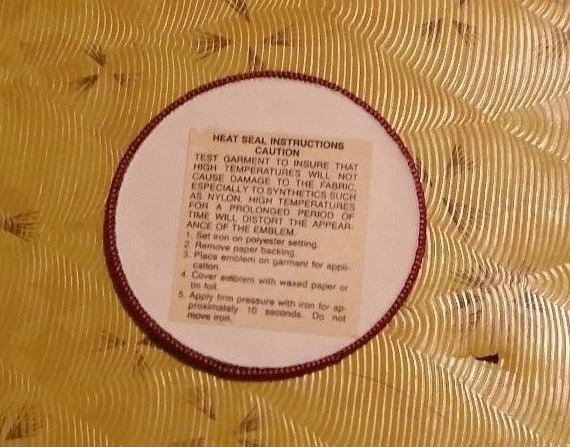 HEAT SEAL INSTRUCTIONS
CAUTION
TEST GARMENT TO INSURE THAT
HIGH TEMPERATURES WILL NOT
CAUSE DAMAGE TO THE FABRIC,
ESPECIALLY TO SYNTHETICS SUCH
AS NYLON. HIGH TEMPERATURES
FOR A PROLONGED PERIOD OF
TIME WILL DISTORT THE APPEAR-
ANCE OF THE EMBLEM.
1. Set iron on polyester setting.
2. Remove paper backing.
3. Place emblem on garment for appli-
cation.
4. Cover emblem with waxed paper or
tin foil.
5. Apply firm pressure with iron for ap-
proximately 10 seconds. Do not
move iron.